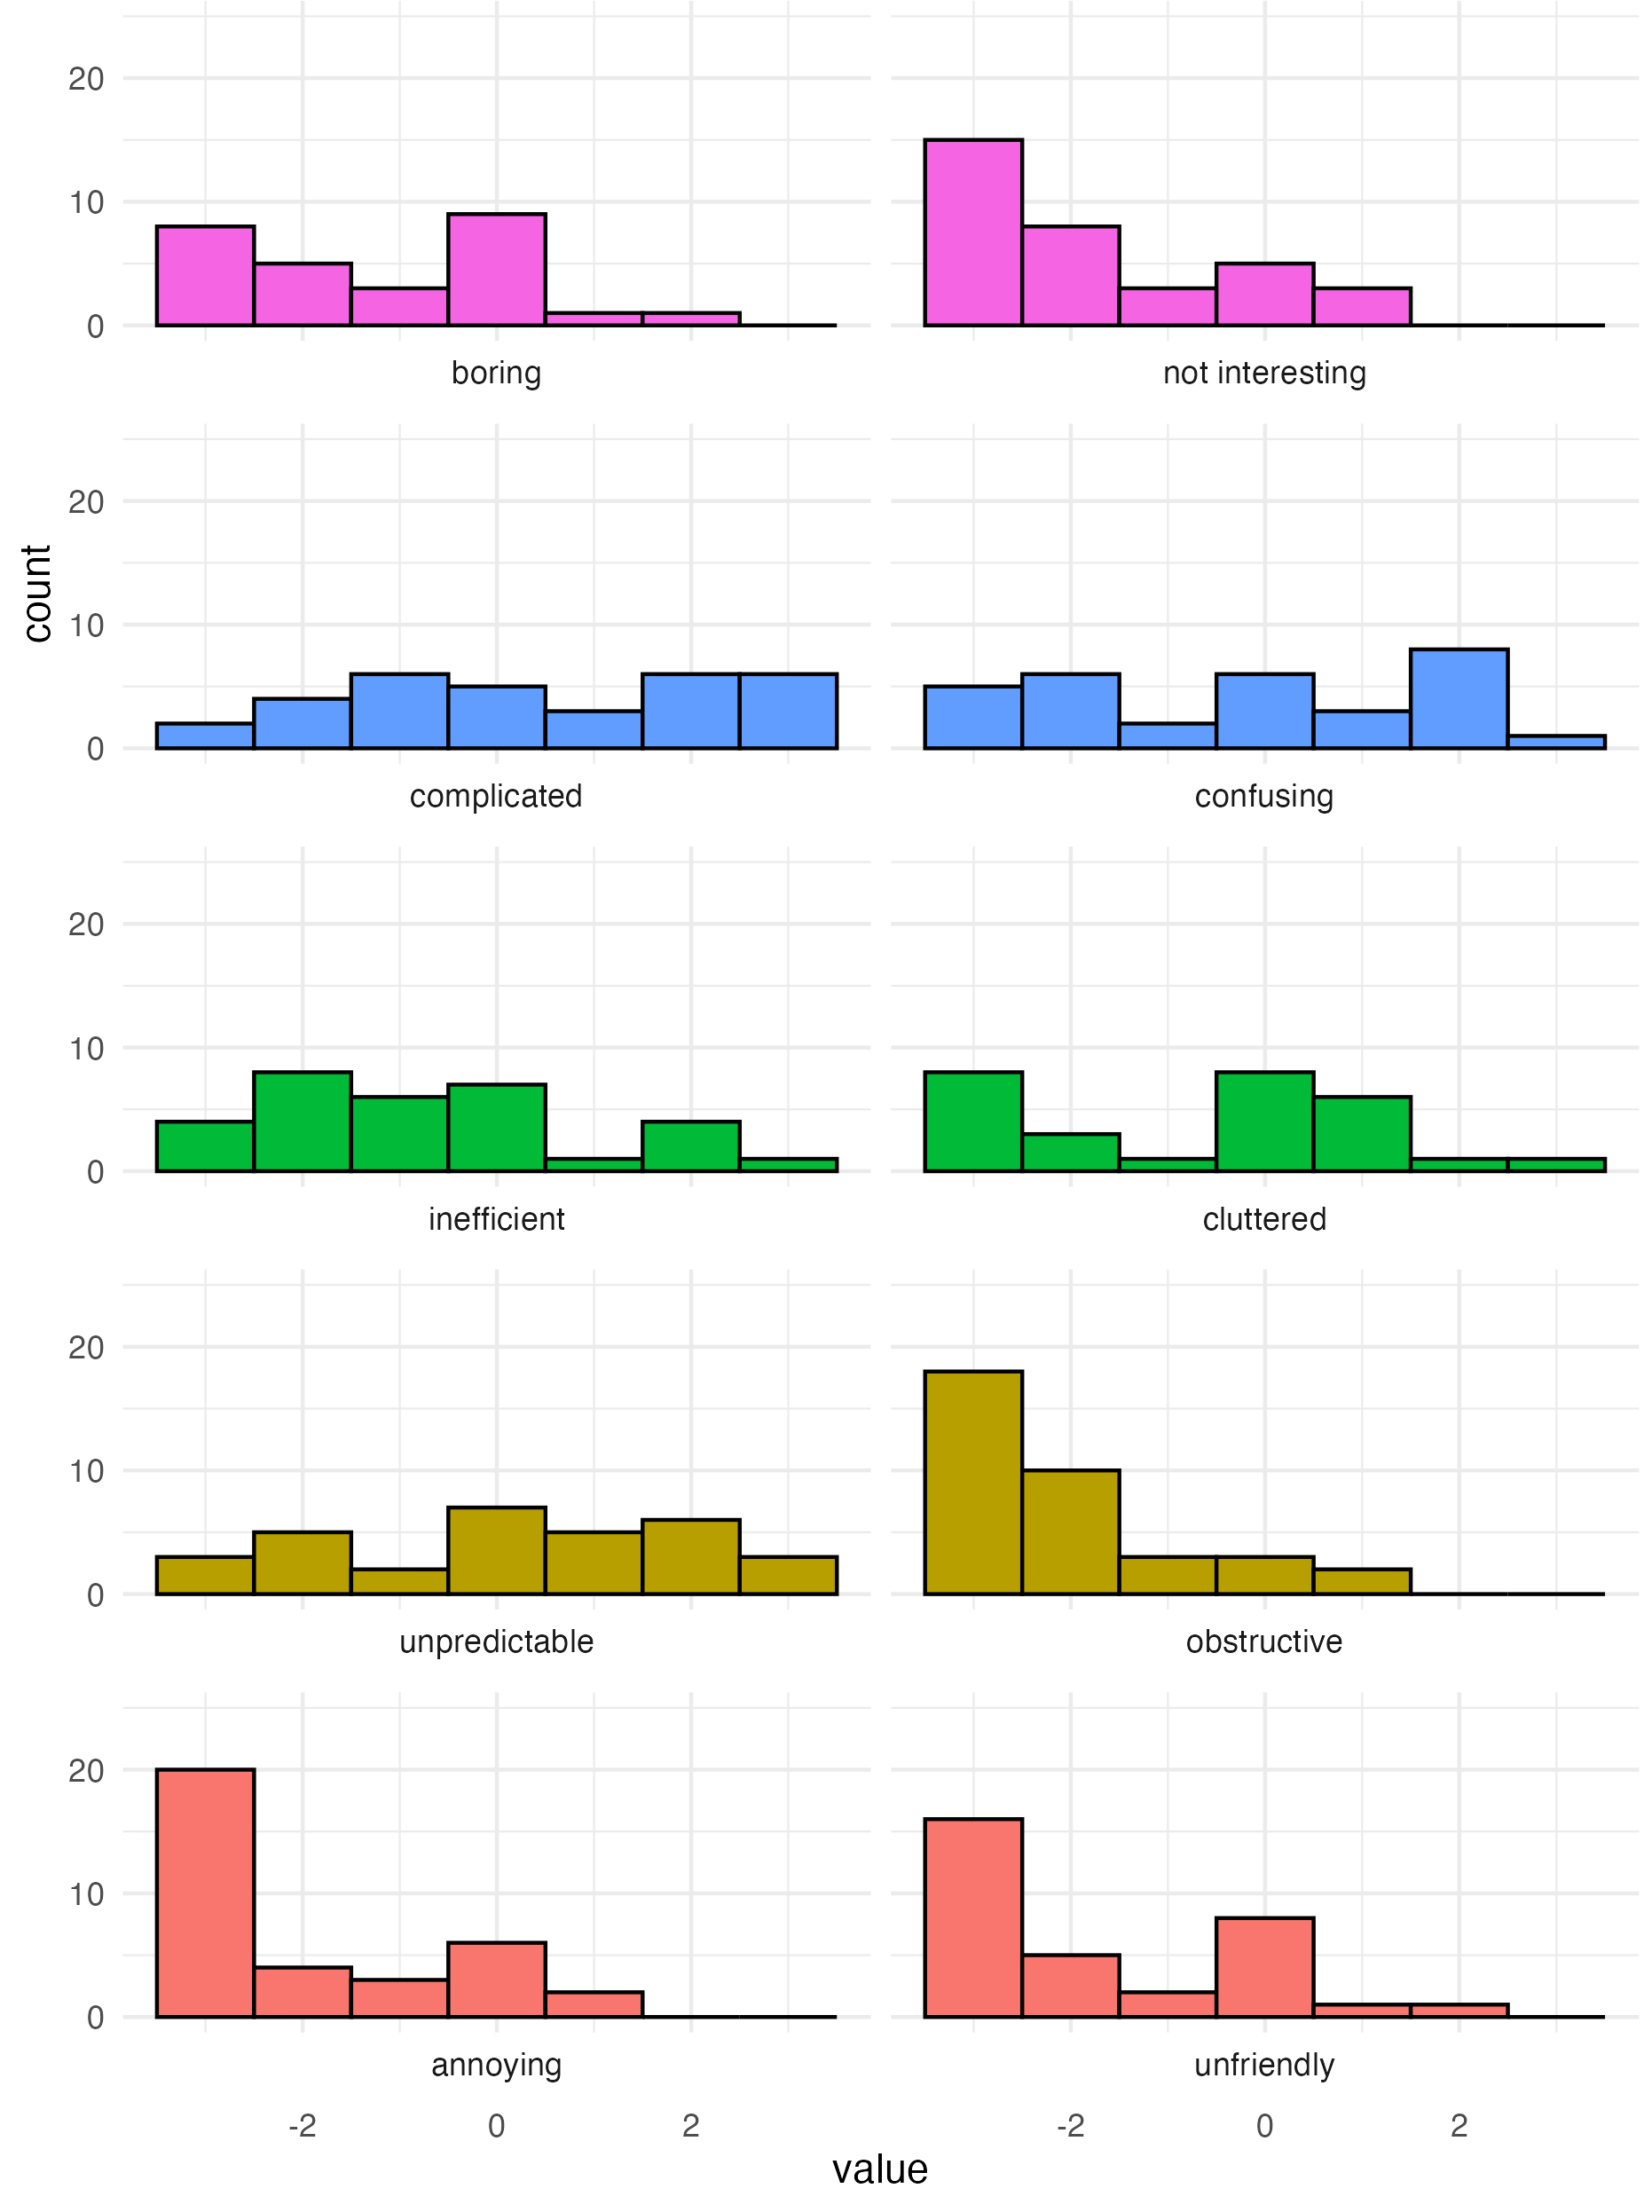 count
20
10
0
boring
not interesting
20
10
0
complicated
confusing
20
10
0
inefficient
cluttered
20
10
0
unpredictable
obstructive
20
10
0
annoying
unfriendly
-2 0 2 -2 0 2
value